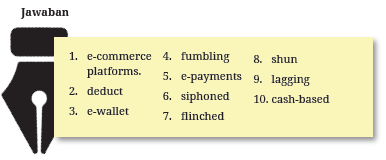 Jawaban
1. e-commerce
platforms.
2. deduct
3. e-wallet
4. fumbling
5. e-payments
6. siphoned
7. flinched
8. shun
9. lagging
10. cash-based